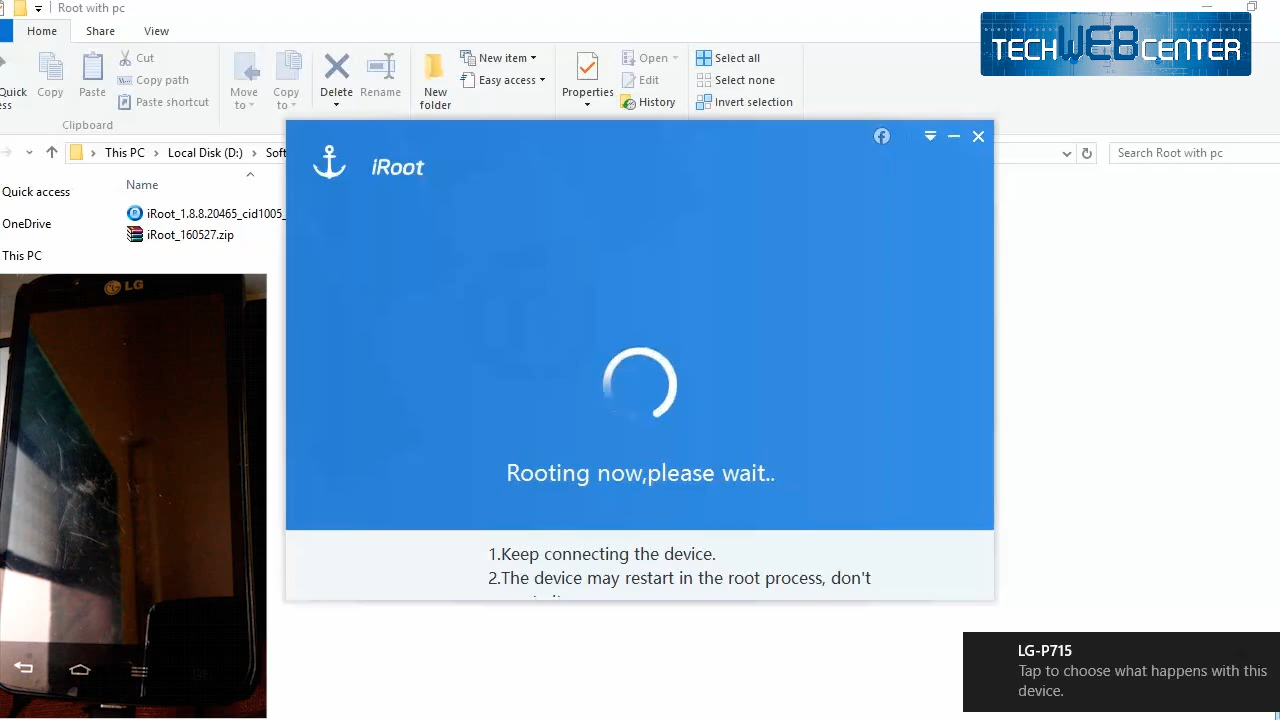 Root with pc
Home Share View
Cut
Copy path
Paste shortcut
Quick
Copy
Paste
Clipboard
Move to
Copy to
Delete
Rename
New folder
New item
access
Properties
Open
Edit
History
Select all
Select none
Invert selection
TECHWEBCENTER
This PC > Local Disk (D:) >
Search Root with pc
Quick access
OneDrive
This PC
Name
iRoot_1.8.8.20465_cid1005_
iRoot_160527.zip
LG
iRoot
Rooting now,please wait..
1.Keep connecting the device.
2.The device may restart in the root process, don't
LG-P715
Tap to choose what happens with this
device.